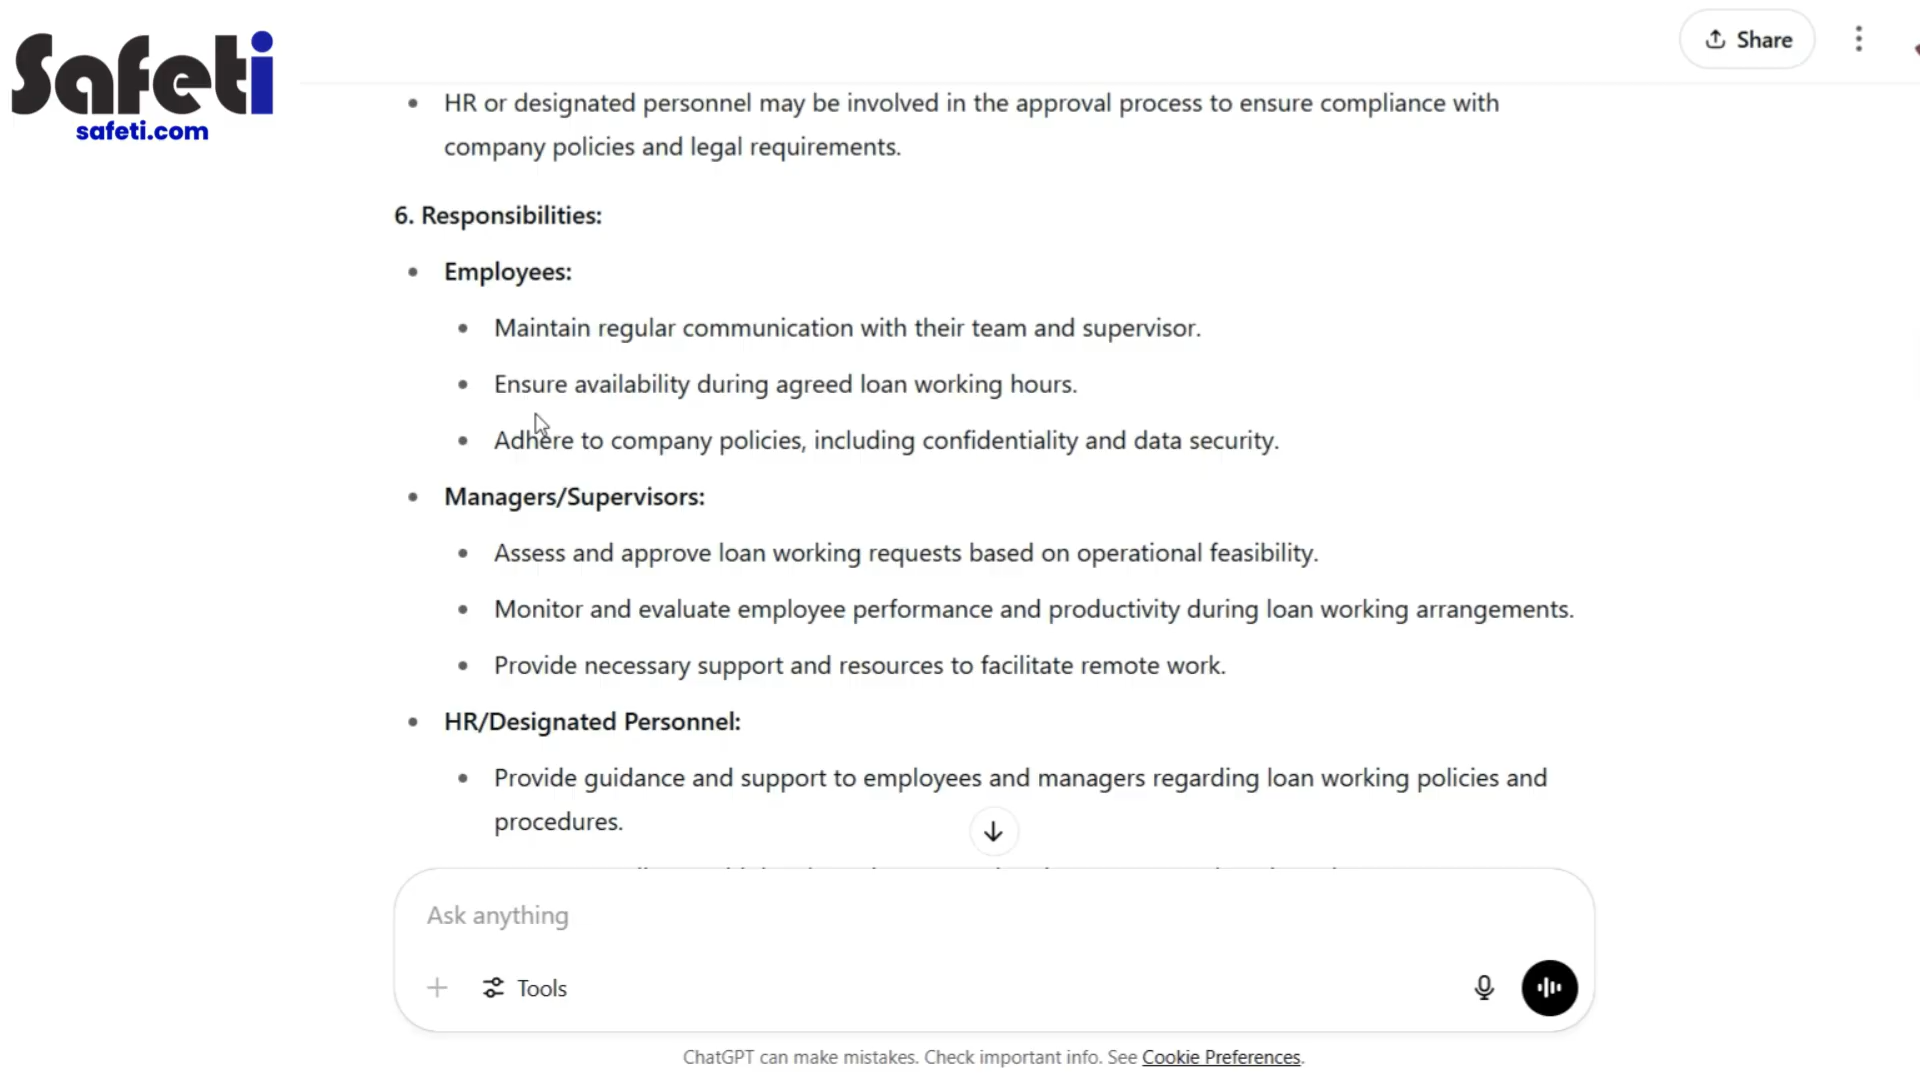 Safeti
safeti.com
Share
HR or designated personnel may be involved in the approval process to ensure compliance with
company policies and legal requirements.
6. Responsibilities:
Employees:
Maintain regular communication with their team and supervisor.
Ensure availability during agreed loan working hours.
Adhere to company policies, including confidentiality and data security.
Managers/Supervisors:
Assess and approve loan working requests based on operational feasibility.
Monitor and evaluate employee performance and productivity during loan working arrangements.
Provide necessary support and resources to facilitate remote work.
HR/Designated Personnel:
Provide guidance and support to employees and managers regarding loan working policies and
procedures.
Ask anything
Tools
ChatGPT can make mistakes. Check important info. See Cookie Preferences.